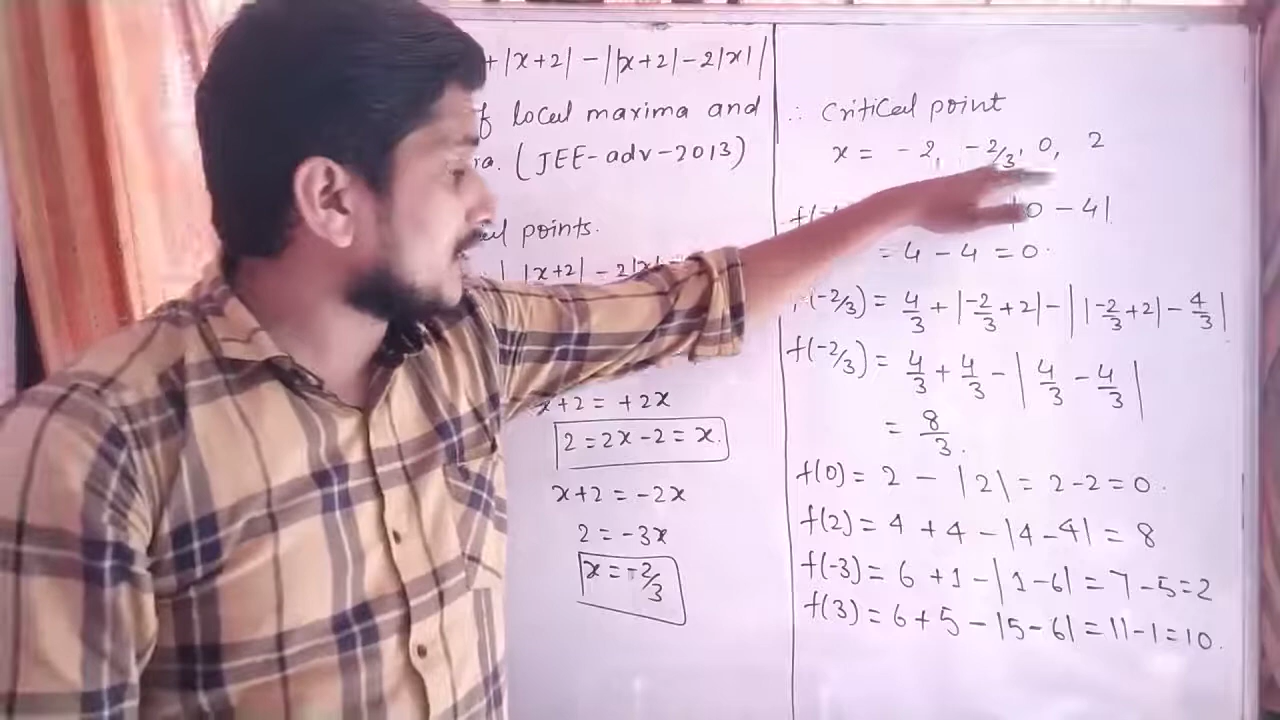 + |x+2| - ||x+2| - 2|x||
of local maxima and
ra. (JEE-adv-2013)
al points.
|x+2| - 2|x| =
x+2 = +2x
2 = 2x - 2 = x.
x+2 = -2x
2 = -3x
x = -2/3
∴ critical point
x = -2, -2/3, 0, 2
|0 - 4|
= 4 - 4 = 0.
f(-2/3) = 4/3 + |-2/3 + 2| - ||-2/3 + 2| - 4/3|
f(-2/3) = 4/3 + 4/3 - |4/3 - 4/3|
= 8/3.
f(0) = 2 - |2| = 2 - 2 = 0.
f(2) = 4 + 4 - |4 - 4| = 8
f(-3) = 6 + 1 - |1 - 6| = 7 - 5 = 2
f(3) = 6 + 5 - |5 - 6| = 11 - 1 = 10.